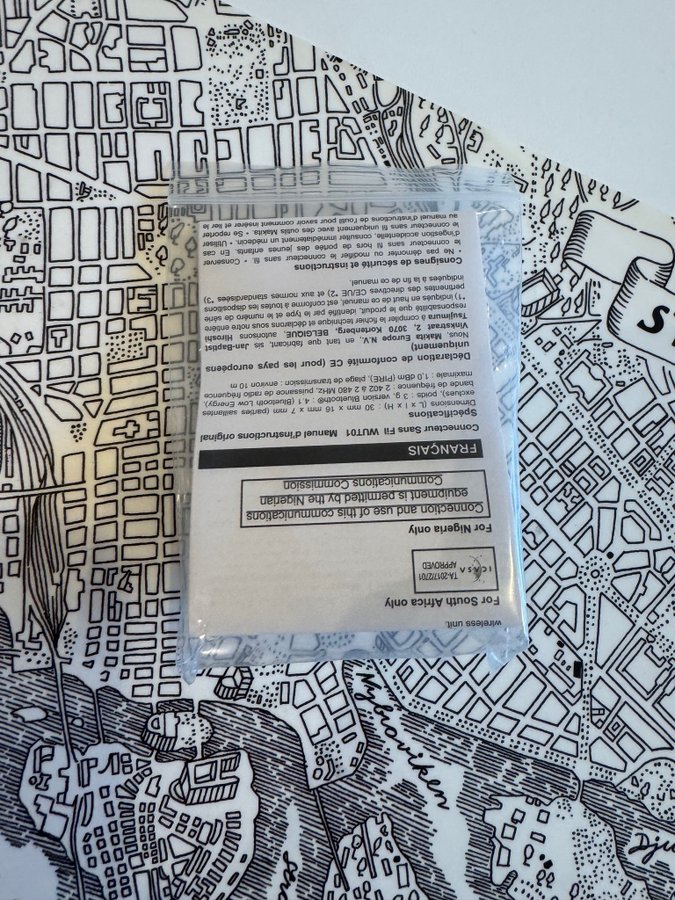 wireless unit.
For South Africa only
I C A S A
TA-2017/2701
APPROVED
For Nigeria only
Connection and use of this communications
equipment is permitted by the Nigerian
Communications Commission
FRANÇAIS
Connecteur Sans Fil WUT01 Manuel d'instructions original
Spécifications
Dimensions (L x l x H) : 30 mm x 16 mm x 7 mm (parties saillantes
exclues), poids : 3 g, version Bluetooth® : 4.1 (Bluetooth Low Energy),
bande de fréquence : 2 402 à 2 480 MHz, puissance de radio fréquence
maximale : 1,0 dBm (PIRE), plage de transmission : environ 10 m
Déclaration de conformité CE (pour les pays européens
uniquement)
Nous, Makita Europe N.V., en tant que fabricant, sis Jan-Baptist
Vinkstraat 2, 3070 Kortenberg, BELGIQUE, autorisons Hiroshi
Tsujimura à compiler le fichier technique et déclarons sous notre entière
responsabilité que le produit, identifié par le type et le numéro de série
*1) indiqués en haut de ce manuel, est conforme à toutes les dispositions
pertinentes des directives CE/UE *2) et aux normes standardisées *3)
indiquées à la fin de ce manuel.
Consignes de sécurité et instructions
• Ne pas démonter ou modifier le connecteur sans fil. • Conserver
le connecteur sans fil hors de portée des jeunes enfants. En cas
d'ingestion accidentelle, consulter immédiatement un médecin. • Utiliser
le connecteur sans fil uniquement avec des outils Makita. • Se reporter
au manuel d'instructions de l'outil pour savoir comment insérer et
S
Nybroviken
Dju